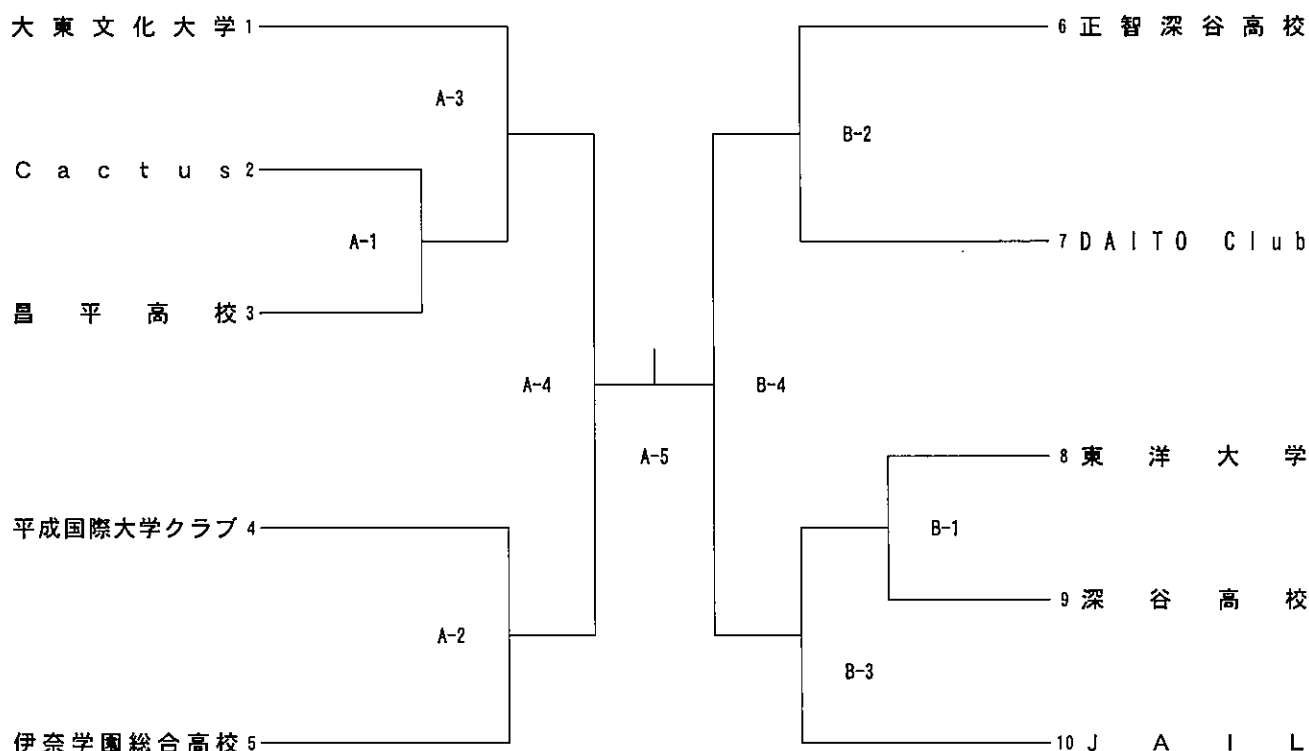 大東文化大学 1
6 正智深谷高校
A-3
B-2
Cactus 2
A-1
7 DAITO Club
昌平高校 3
A-4
B-4
A-5
8 東洋大学
平成国際大学クラブ 4
B-1
9 深谷高校
A-2
B-3
伊奈学園総合高校 5
10 JAIL